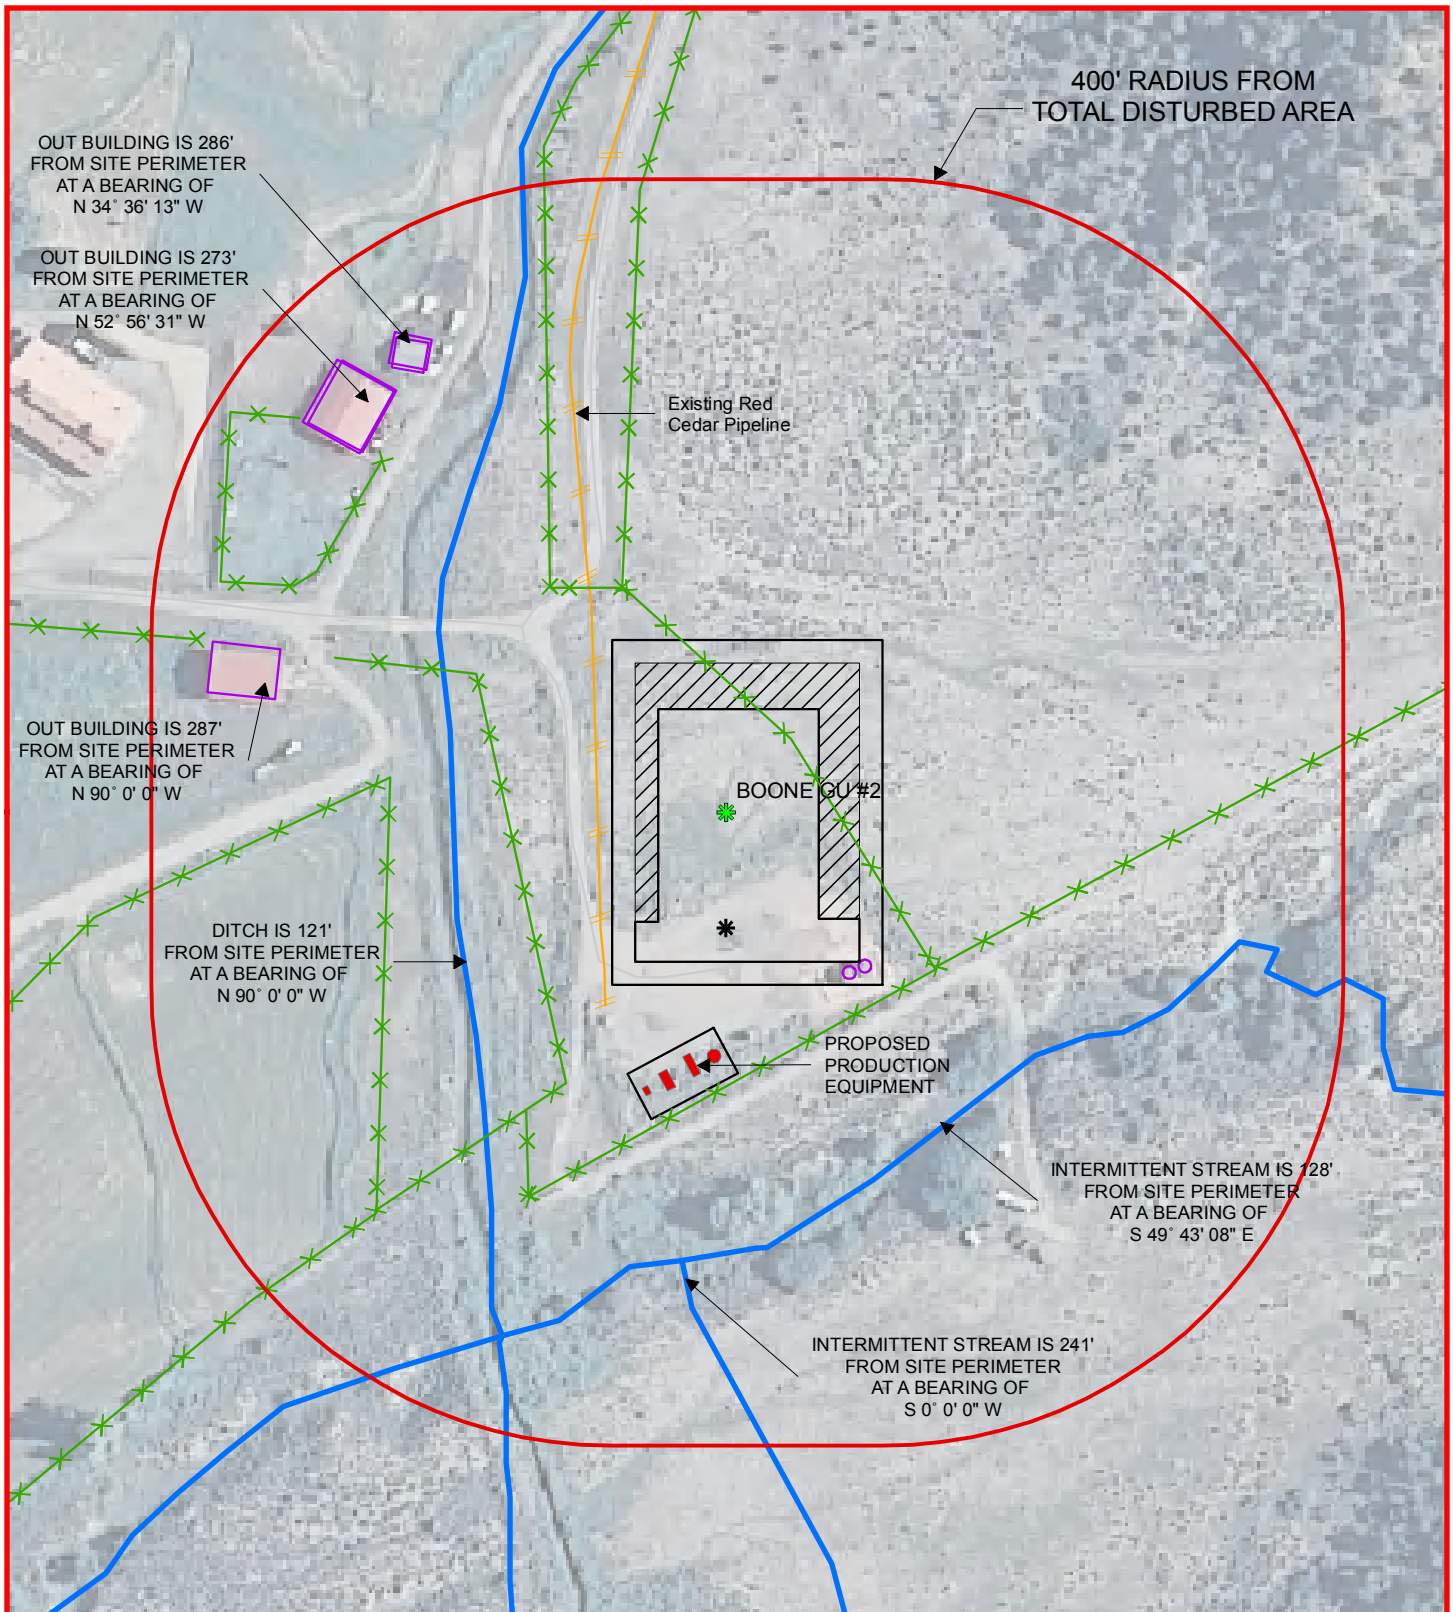 400' RADIUS FROM
TOTAL DISTURBED AREA
OUT BUILDING IS 286'
FROM SITE PERIMETER
AT A BEARING OF
N 34° 36' 13" W
OUT BUILDING IS 273'
FROM SITE PERIMETER
AT A BEARING OF
N 52° 56' 31" W
Existing Red
Cedar Pipeline
OUT BUILDING IS 287'
FROM SITE PERIMETER
AT A BEARING OF
N 90° 0' 0" W
BOONE GU #2
DITCH IS 121'
FROM SITE PERIMETER
AT A BEARING OF
N 90° 0' 0" W
PROPOSED
PRODUCTION
EQUIPMENT
INTERMITTENT STREAM IS 128'
FROM SITE PERIMETER
AT A BEARING OF
S 49° 43' 08" E
INTERMITTENT STREAM IS 241'
FROM SITE PERIMETER
AT A BEARING OF
S 0° 0' 0" W